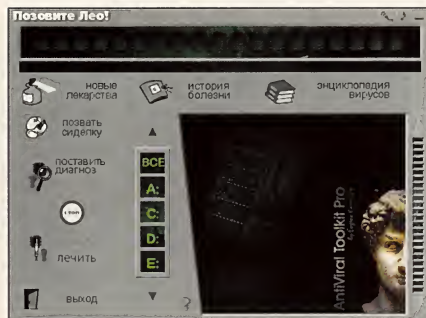 Позовите Лео!
новые
лекарства
история
болезни
энциклопедия
вирусов
позвать
сиделку
поставить
диагноз
лечить
выход
ВСЕ
A:
C:
D:
E:
AntiViral Toolkit Pro